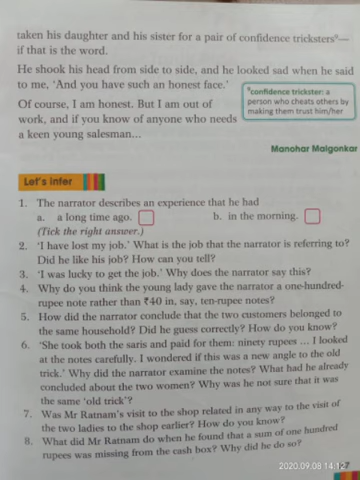 taken his daughter and his sister for a pair of confidence tricksters⁹—
if that is the word.
He shook his head from side to side, and he looked sad when he said
to me, ‘And you have such an honest face.’
Of course, I am honest. But I am out of
work, and if you know of anyone who needs
a keen young salesman...
⁹confidence trickster: a
person who cheats others by
making them trust him/her
Manohar Malgonkar
Let's infer
1. The narrator describes an experience that he had
a. a long time ago. b. in the morning.
(Tick the right answer.)
2. ‘I have lost my job.’ What is the job that the narrator is referring to?
Did he like his job? How can you tell?
3. ‘I was lucky to get the job.’ Why does the narrator say this?
4. Why do you think the young lady gave the narrator a one-hundred-
rupee note rather than ₹40 in, say, ten-rupee notes?
5. How did the narrator conclude that the two customers belonged to
the same household? Did he guess correctly? How do you know?
6. ‘She took both the saris and paid for them: ninety rupees ... I looked
at the notes carefully. I wondered if this was a new angle to the old
trick.’ Why did the narrator examine the notes? What had he already
concluded about the two women? Why was he not sure that it was
the same ‘old trick’?
7. Was Mr Ratnam's visit to the shop related in any way to the visit of
the two ladies to the shop earlier? How do you know?
8. What did Mr Ratnam do when he found that a sum of one hundred
rupees was missing from the cash box? Why did he do so?
2020.09.08 14:12